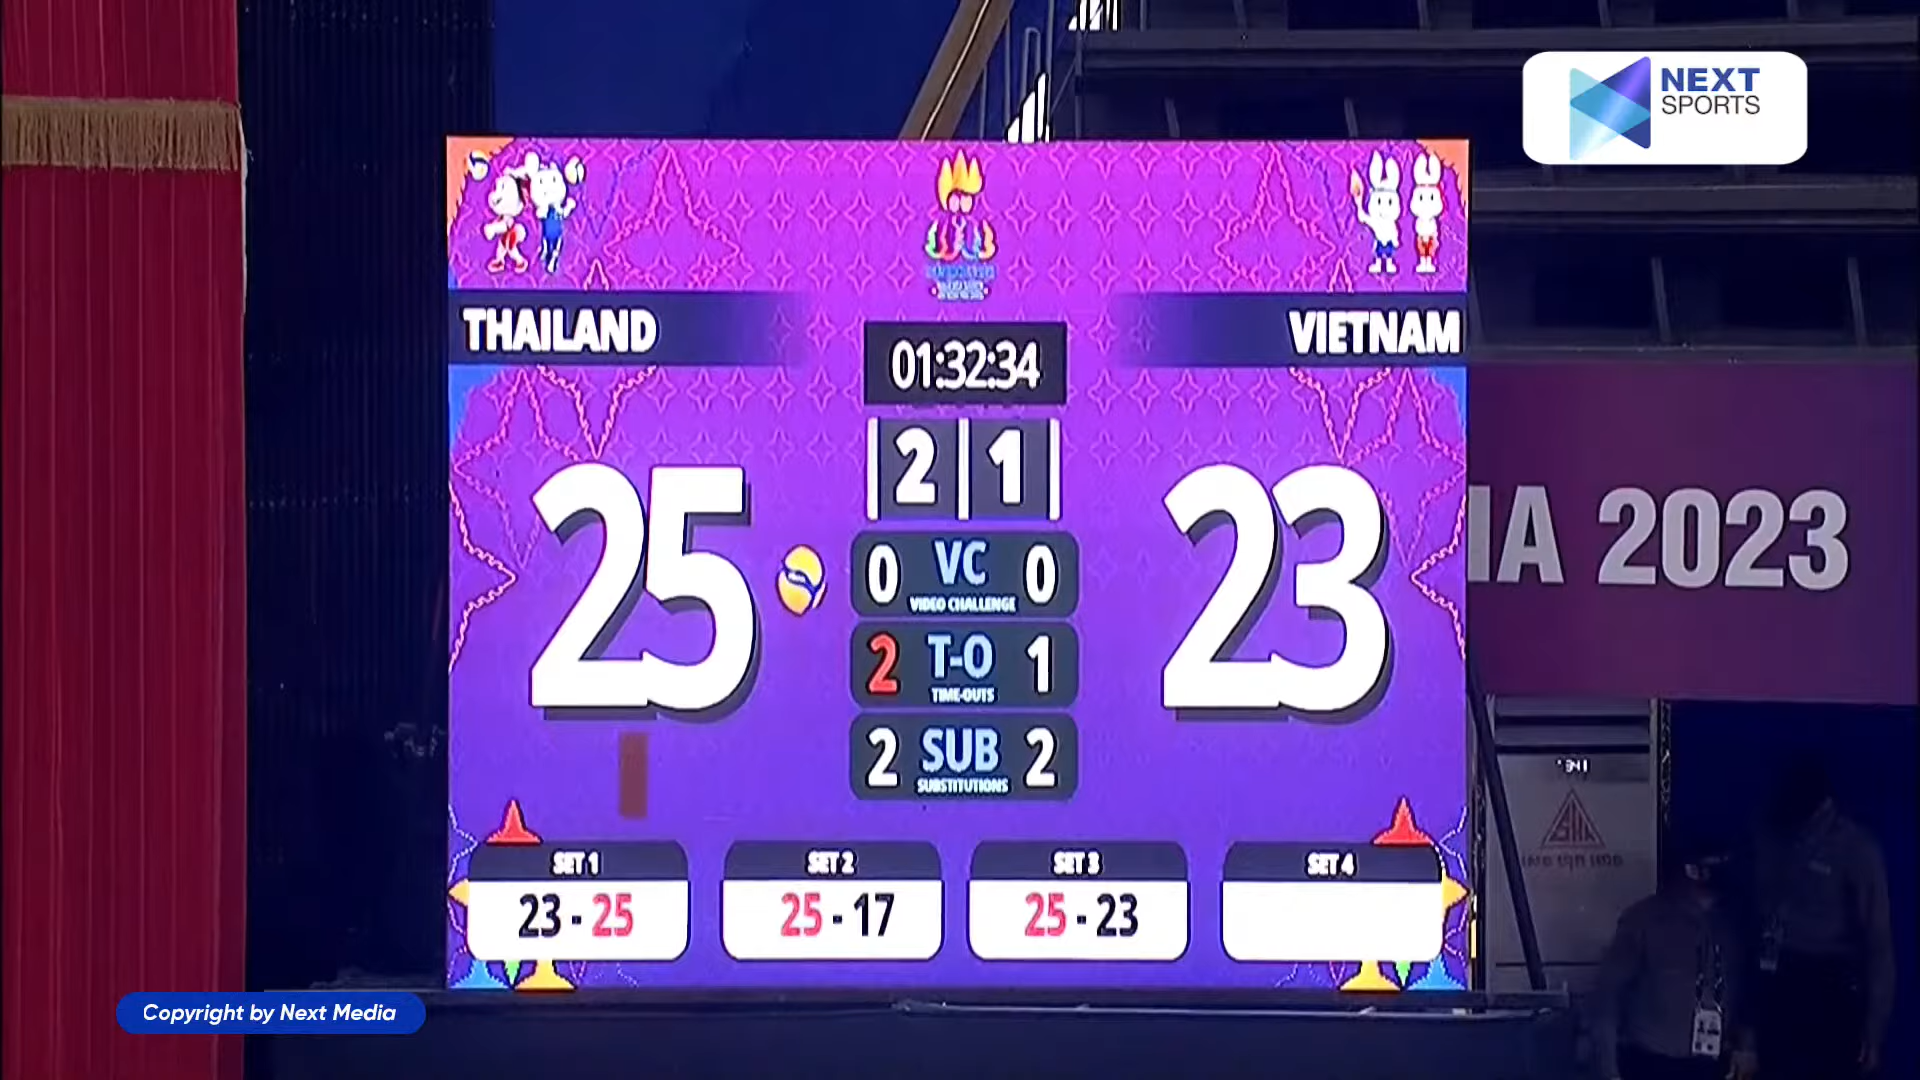 NEXT
SPORTS
THAILAND
VIETNAM
01:32:34
2 1
25
23
0 VC 0
VIDEO CHALLENGE
2 T-O 1
TIME-OUTS
2 SUB 2
SUBSTITUTIONS
IA 2023
SET 1
23 - 25
SET 2
25 - 17
SET 3
25 - 23
SET 4
Copyright by Next Media